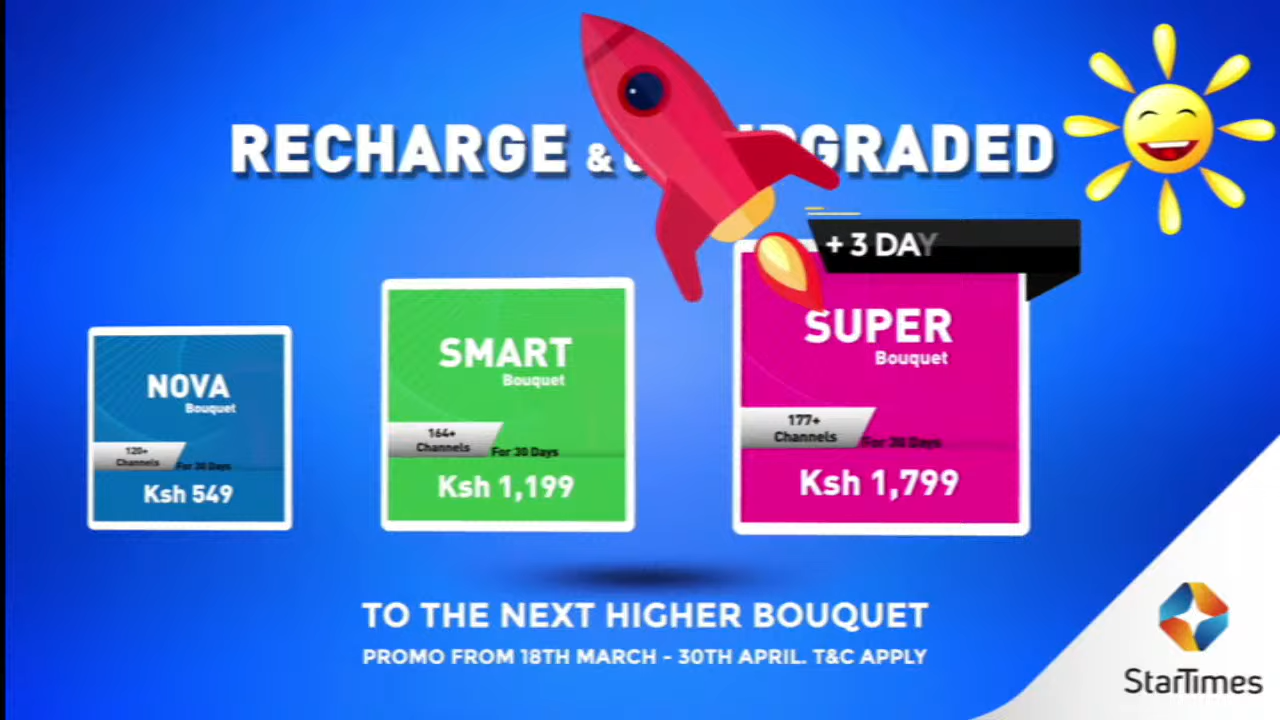 RECHARGE & GRADED
+ 3 DAY
NOVA
Bouquet
120+
Channels
For 30 Days
Ksh 549
SMART
Bouquet
164+
Channels
For 30 Days
Ksh 1,199
SUPER
Bouquet
177+
Channels
For 30 Days
Ksh 1,799
TO THE NEXT HIGHER BOUQUET
PROMO FROM 18TH MARCH - 30TH APRIL. T&C APPLY
StarTimes